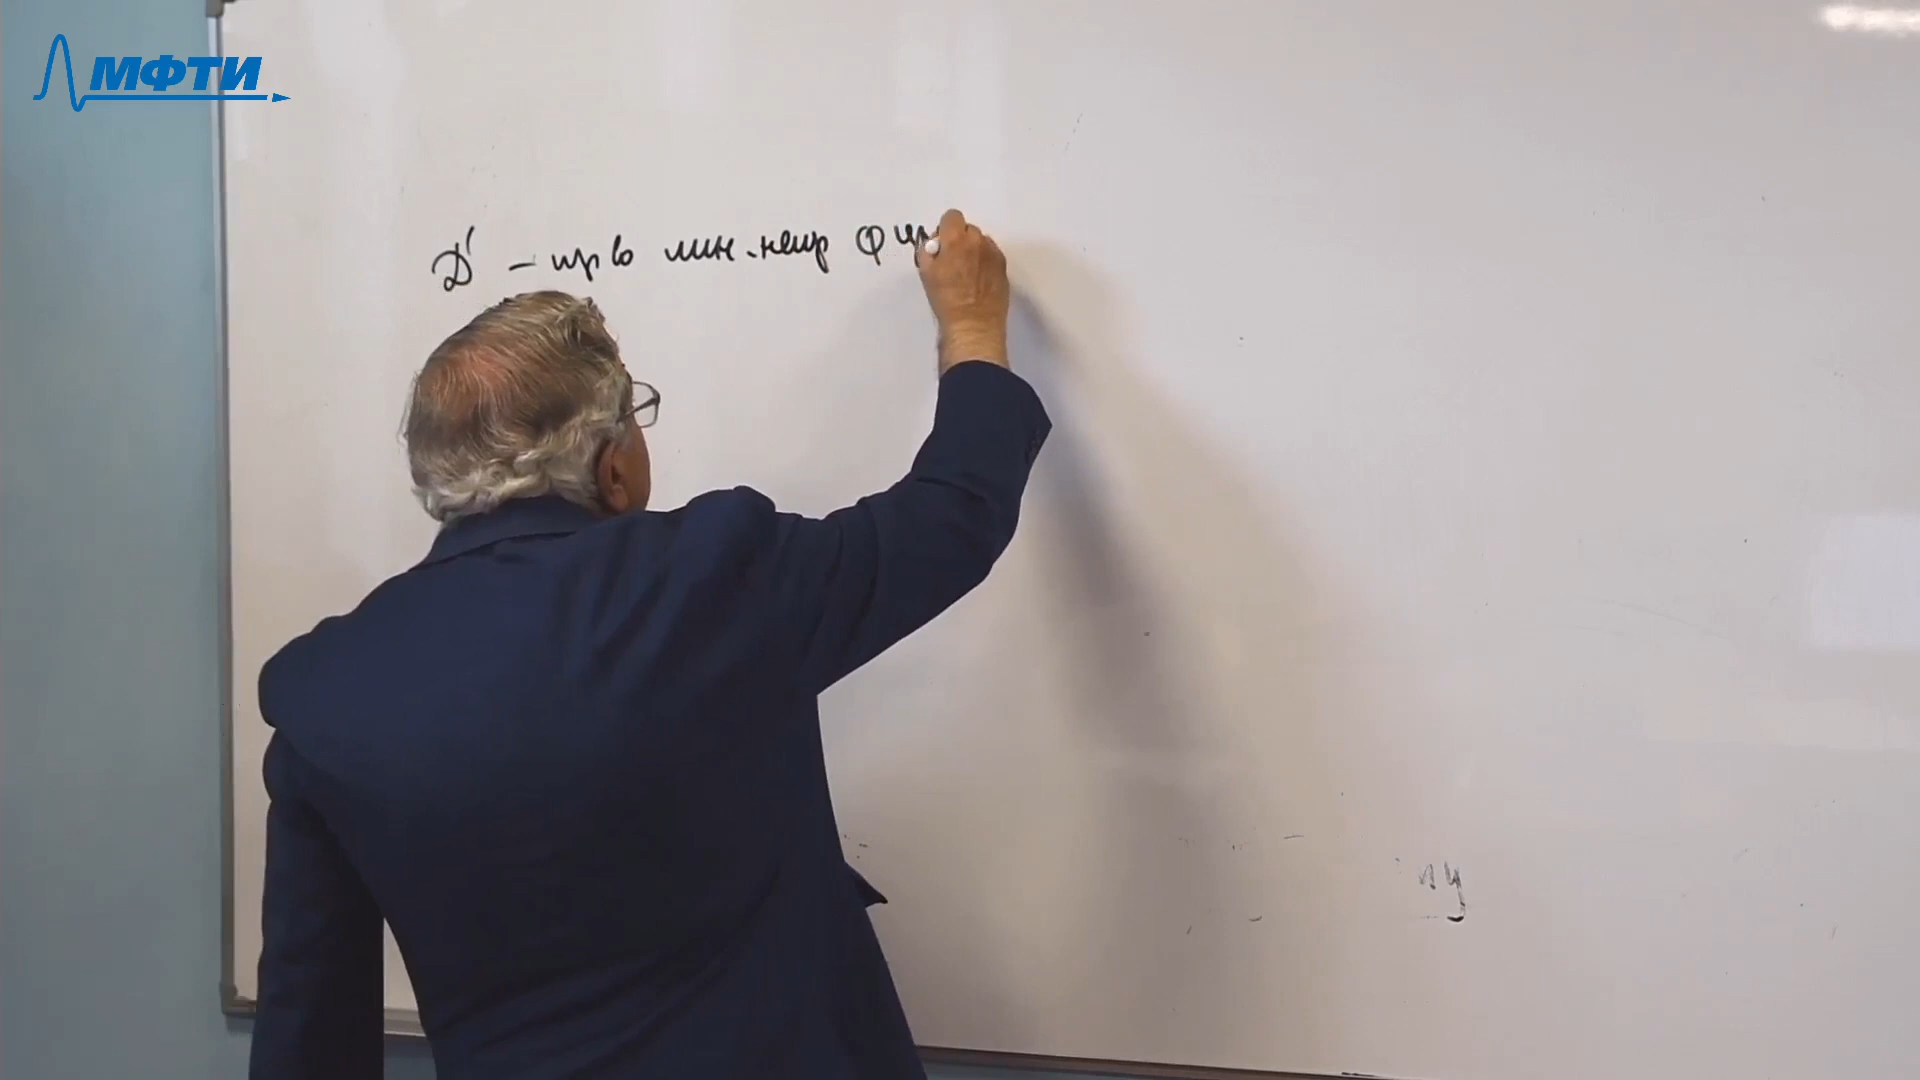 МФТИ
D' - пр-во лин. непр ф